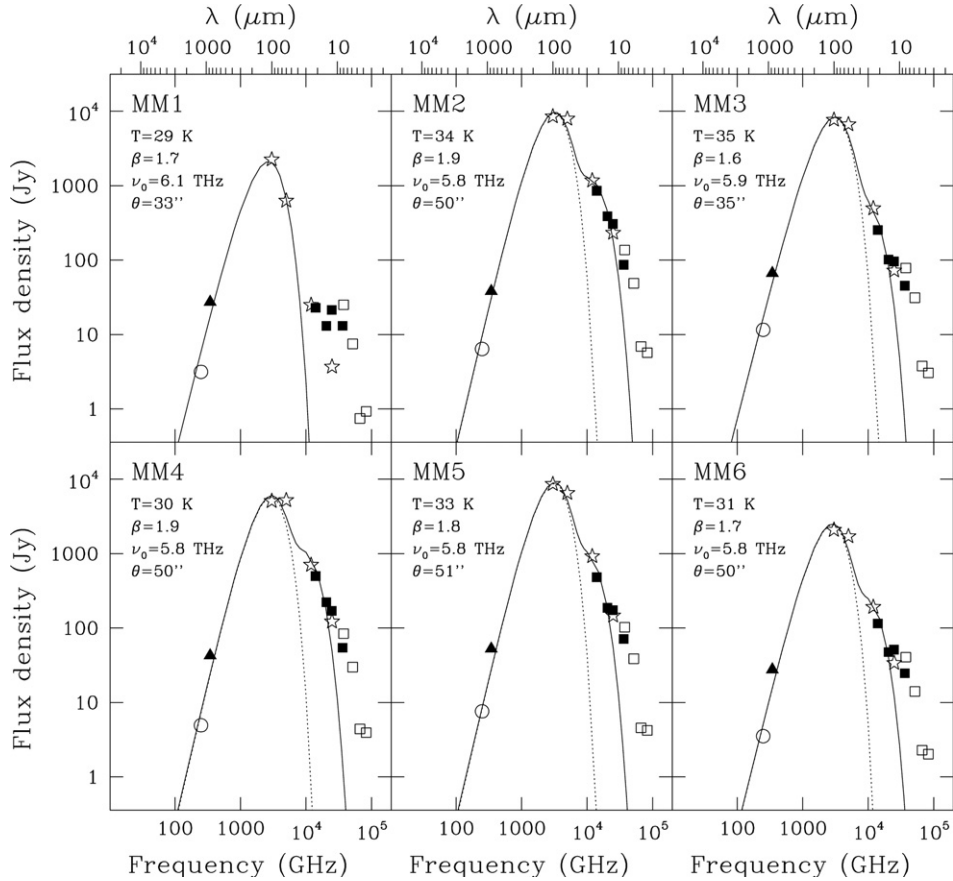 λ (μm) λ (μm) λ (μm)
10⁴ 1000 100 10 10⁴ 1000 100 10 10⁴ 1000 100 10
Flux density (Jy)
10⁴
1000
100
10
1
MM1
T=29 K
β=1.7
ν₀=6.1 THz
θ=33''
MM2
T=34 K
β=1.9
ν₀=5.8 THz
θ=50''
MM3
T=35 K
β=1.6
ν₀=5.9 THz
θ=35''
Flux density (Jy)
10⁴
1000
100
10
1
MM4
T=30 K
β=1.9
ν₀=5.8 THz
θ=50''
MM5
T=33 K
β=1.8
ν₀=5.8 THz
θ=51''
MM6
T=31 K
β=1.7
ν₀=5.8 THz
θ=50''
100 1000 10⁴ 10⁵ 100 1000 10⁴ 10⁵ 100 1000 10⁴ 10⁵
Frequency (GHz) Frequency (GHz) Frequency (GHz)